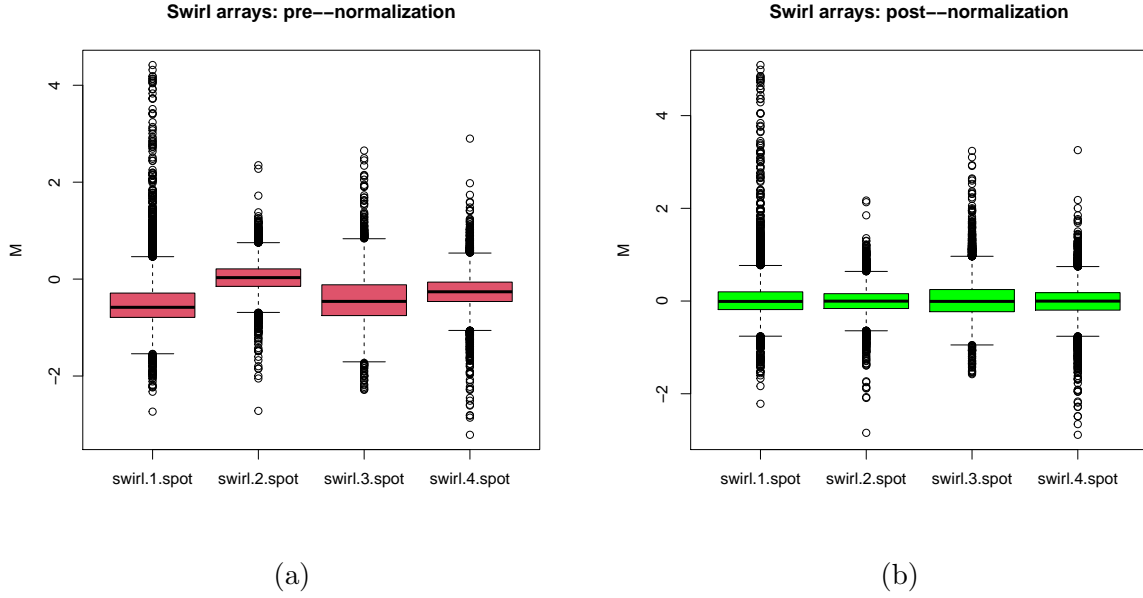 Swirl arrays: pre−−normalization
M
4
2
0
−2
swirl.1.spot swirl.2.spot swirl.3.spot swirl.4.spot
(a)
Swirl arrays: post−−normalization
M
4
2
0
−2
swirl.1.spot swirl.2.spot swirl.3.spot swirl.4.spot
(b)